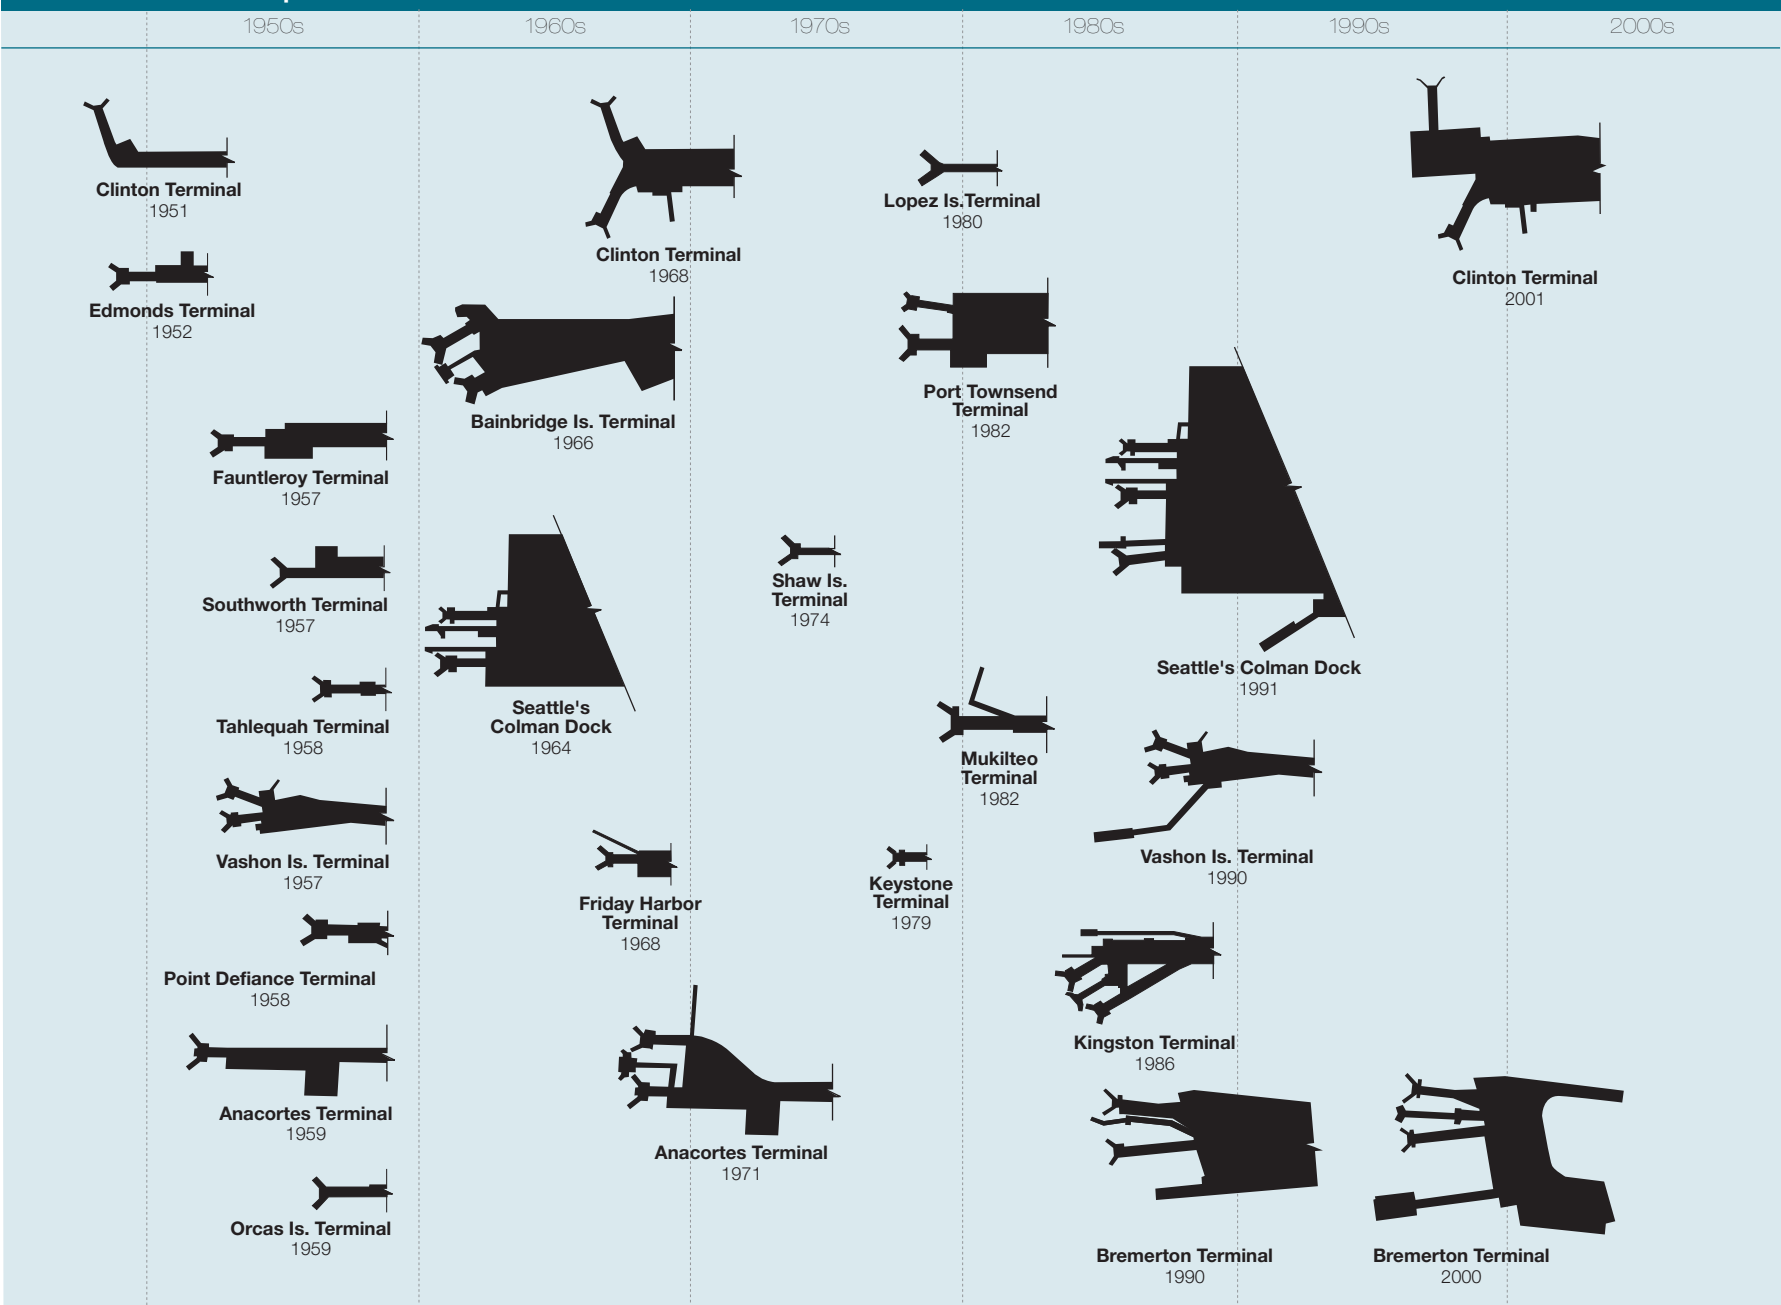 1950s
1960s
1970s
1980s
1990s
2000s
Clinton Terminal
1951
Edmonds Terminal
1952
Fauntleroy Terminal
1957
Southworth Terminal
1957
Tahlequah Terminal
1958
Vashon Is. Terminal
1957
Point Defiance Terminal
1958
Anacortes Terminal
1959
Orcas Is. Terminal
1959
Clinton Terminal
1968
Bainbridge Is. Terminal
1966
Seattle's
Colman Dock
1964
Friday Harbor
Terminal
1968
Anacortes Terminal
1971
Shaw Is.
Terminal
1974
Lopez Is.Terminal
1980
Port Townsend
Terminal
1982
Mukilteo
Terminal
1982
Keystone
Terminal
1979
Seattle's Colman Dock
1991
Vashon Is. Terminal
1990
Kingston Terminal
1986
Bremerton Terminal
1990
Clinton Terminal
2001
Bremerton Terminal
2000